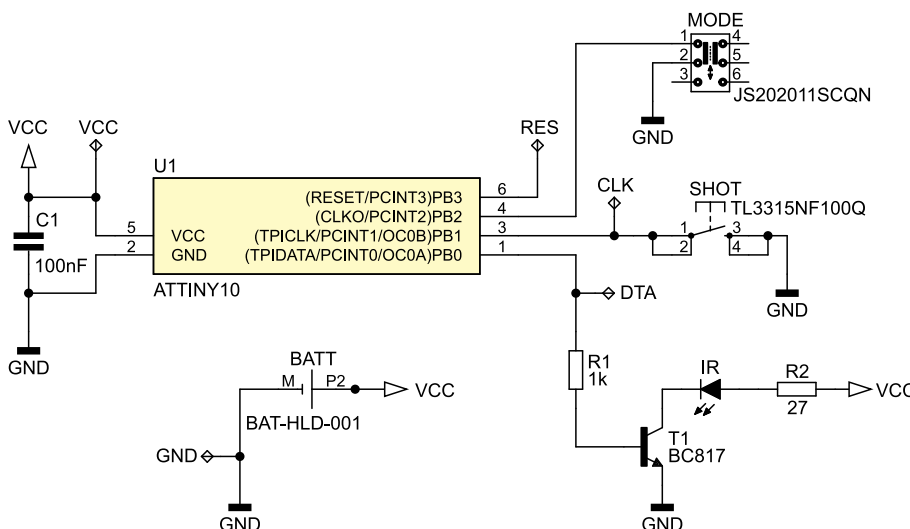 MODE
1 4
2 5
3 6
JS202011SCQN
GND
VCC VCC
RES
U1
CLK
SHOT
TL3315NF100Q
(RESET/PCINT3)PB3 6
(CLKO/PCINT2)PB2 4
C1
5 VCC (TPICLK/PCINT1/OC0B)PB1 3
100nF
2 GND (TPIDATA/PCINT0/OC0A)PB0 1
1 3
2 4
ATTINY10
DTA
GND
GND
BATT
M P2
VCC
BAT-HLD-001
R1
1k
IR
R2
27
VCC
GND
T1
BC817
GND
GND